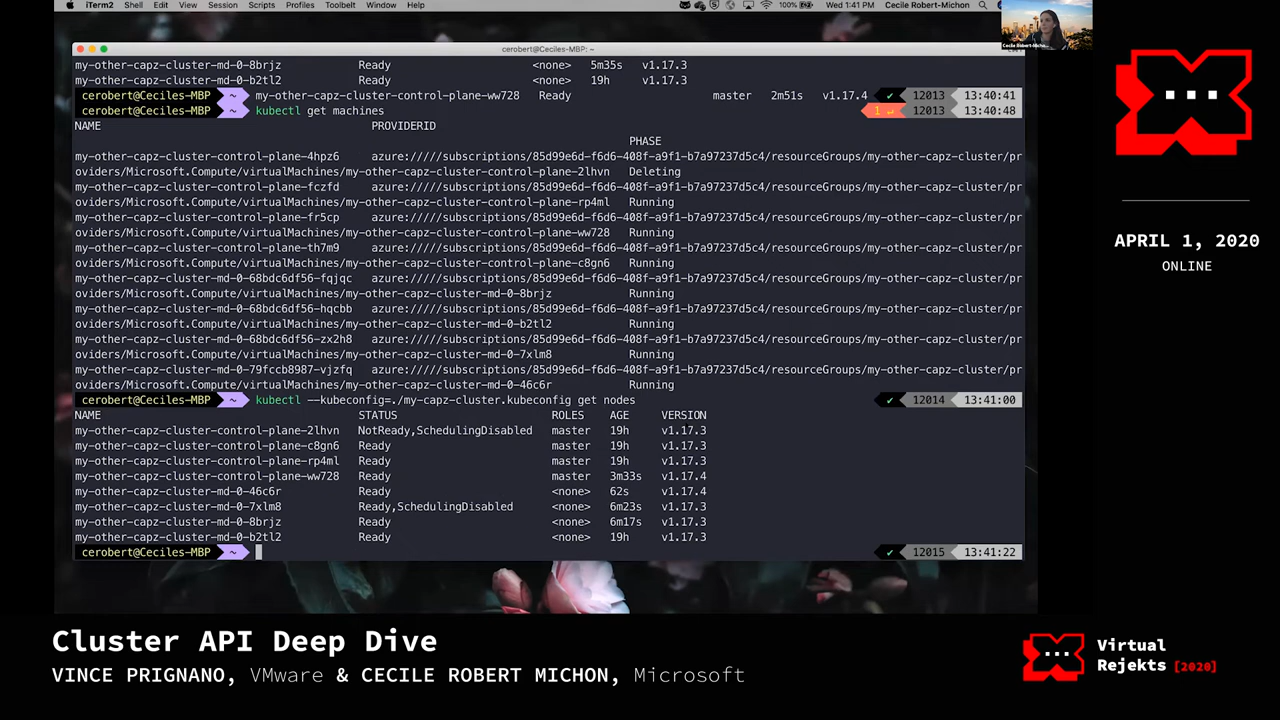 iTerm2 Shell Edit View Session Scripts Profiles Toolbelt Window Help 100% Wed 1:41 PM Cecile Robert-Michon
cerobert@Ceciles-MBP: ~
my-other-capz-cluster-md-0-8brjz Ready <none> 5m35s v1.17.3
my-other-capz-cluster-md-0-b2tl2 Ready <none> 19h v1.17.3
cerobert@Ceciles-MBP ~ my-other-capz-cluster-control-plane-ww728 Ready master 2m51s v1.17.4 ✔ 12013 13:40:41
cerobert@Ceciles-MBP ~ kubectl get machines 1 ↵ 12013 13:40:48
NAME PROVIDERID
PHASE
my-other-capz-cluster-control-plane-4hpz6 azure://///subscriptions/85d99e6d-f6d6-408f-a9f1-b7a97237d5c4/resourceGroups/my-other-capz-cluster/pr
oviders/Microsoft.Compute/virtualMachines/my-other-capz-cluster-control-plane-2lhvn Deleting
my-other-capz-cluster-control-plane-fczfd azure://///subscriptions/85d99e6d-f6d6-408f-a9f1-b7a97237d5c4/resourceGroups/my-other-capz-cluster/pr
oviders/Microsoft.Compute/virtualMachines/my-other-capz-cluster-control-plane-rp4ml Running
my-other-capz-cluster-control-plane-fr5cp azure://///subscriptions/85d99e6d-f6d6-408f-a9f1-b7a97237d5c4/resourceGroups/my-other-capz-cluster/pr
oviders/Microsoft.Compute/virtualMachines/my-other-capz-cluster-control-plane-ww728 Running
my-other-capz-cluster-control-plane-th7m9 azure://///subscriptions/85d99e6d-f6d6-408f-a9f1-b7a97237d5c4/resourceGroups/my-other-capz-cluster/pr
oviders/Microsoft.Compute/virtualMachines/my-other-capz-cluster-control-plane-c8gn6 Running
my-other-capz-cluster-md-0-68bdc6df56-fqjqc azure://///subscriptions/85d99e6d-f6d6-408f-a9f1-b7a97237d5c4/resourceGroups/my-other-capz-cluster/pr
oviders/Microsoft.Compute/virtualMachines/my-other-capz-cluster-md-0-8brjz Running
my-other-capz-cluster-md-0-68bdc6df56-hqcbb azure://///subscriptions/85d99e6d-f6d6-408f-a9f1-b7a97237d5c4/resourceGroups/my-other-capz-cluster/pr
oviders/Microsoft.Compute/virtualMachines/my-other-capz-cluster-md-0-b2tl2 Running
my-other-capz-cluster-md-0-68bdc6df56-zx2h8 azure://///subscriptions/85d99e6d-f6d6-408f-a9f1-b7a97237d5c4/resourceGroups/my-other-capz-cluster/pr
oviders/Microsoft.Compute/virtualMachines/my-other-capz-cluster-md-0-7xlm8 Running
my-other-capz-cluster-md-0-79fccb8987-vjzfq azure://///subscriptions/85d99e6d-f6d6-408f-a9f1-b7a97237d5c4/resourceGroups/my-other-capz-cluster/pr
oviders/Microsoft.Compute/virtualMachines/my-other-capz-cluster-md-0-46c6r Running
cerobert@Ceciles-MBP ~ kubectl --kubeconfig=./my-capz-cluster.kubeconfig get nodes ✔ 12014 13:41:00
NAME STATUS ROLES AGE VERSION
my-other-capz-cluster-control-plane-2lhvn NotReady,SchedulingDisabled master 19h v1.17.3
my-other-capz-cluster-control-plane-c8gn6 Ready master 19h v1.17.3
my-other-capz-cluster-control-plane-rp4ml Ready master 19h v1.17.3
my-other-capz-cluster-control-plane-ww728 Ready master 3m33s v1.17.4
my-other-capz-cluster-md-0-46c6r Ready <none> 62s v1.17.4
my-other-capz-cluster-md-0-7xlm8 Ready,SchedulingDisabled <none> 6m23s v1.17.3
my-other-capz-cluster-md-0-8brjz Ready <none> 6m17s v1.17.3
my-other-capz-cluster-md-0-b2tl2 Ready <none> 19h v1.17.3
cerobert@Ceciles-MBP ~ ✔ 12015 13:41:22
APRIL 1, 2020
ONLINE
Cluster API Deep Dive
VINCE PRIGNANO, VMware & CECILE ROBERT MICHON, Microsoft
Virtual
Rejekts [2020]